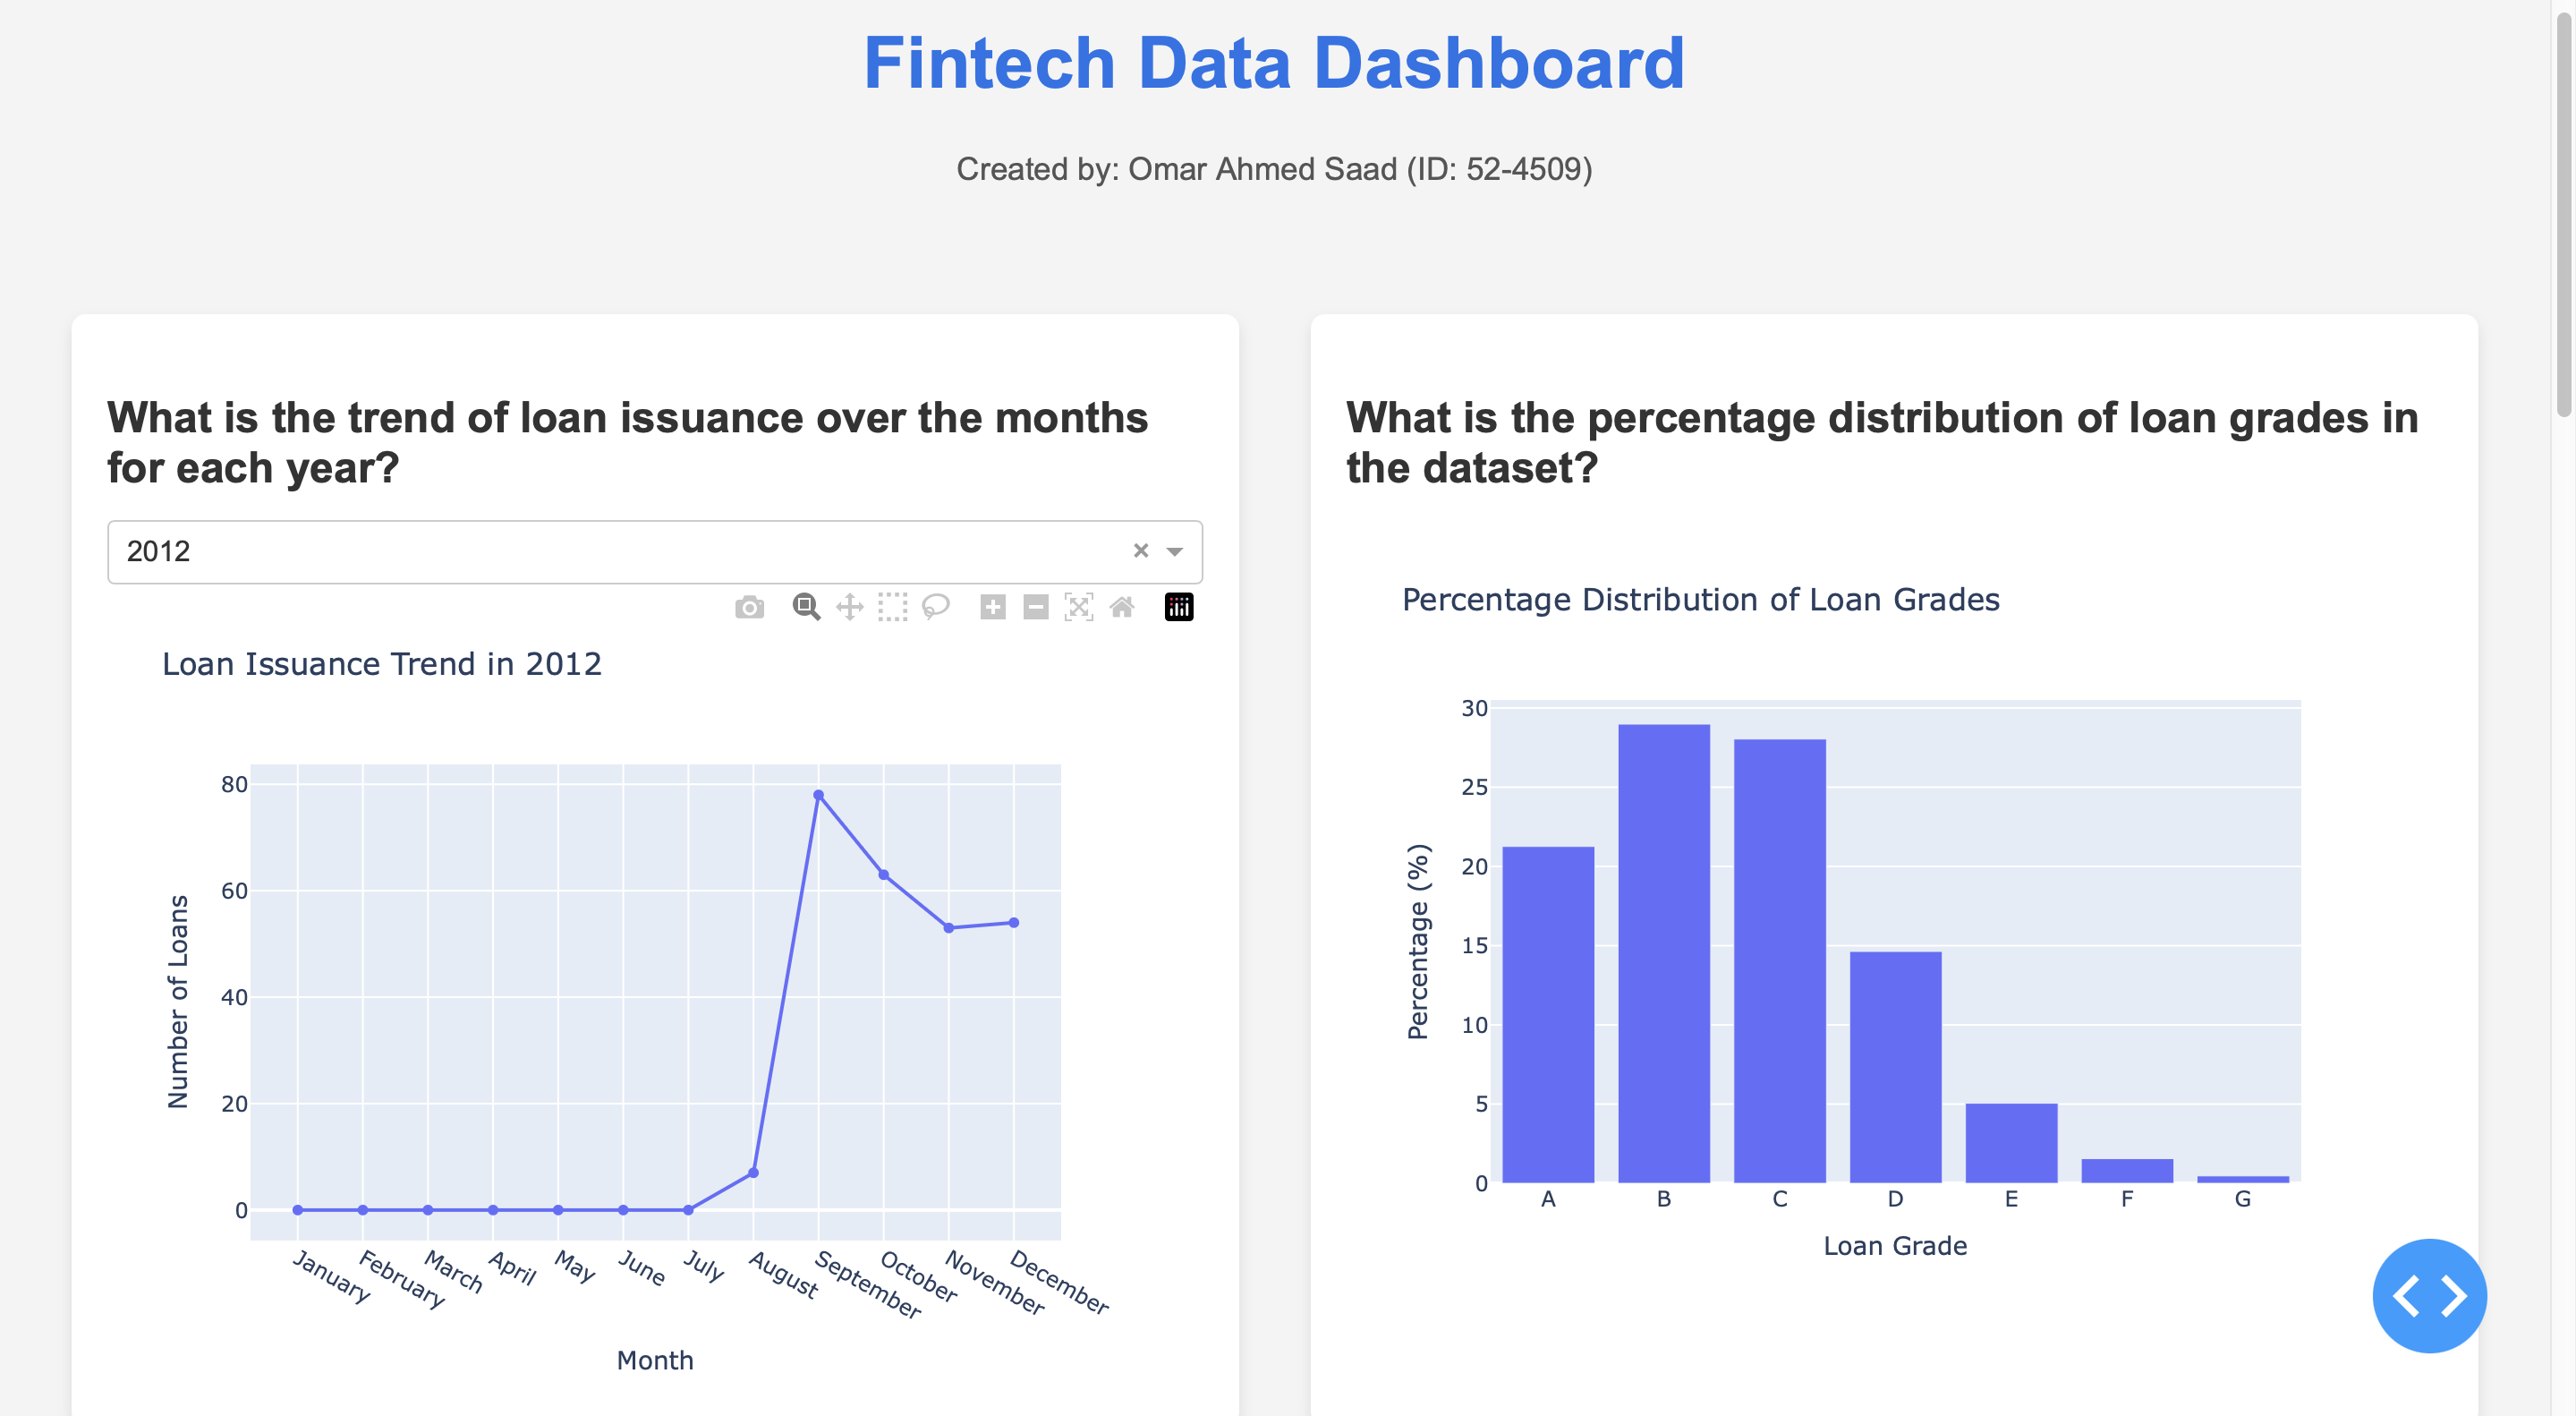 Fintech Data Dashboard
Created by: Omar Ahmed Saad (ID: 52-4509)
What is the trend of loan issuance over the months
for each year?
2012
Loan Issuance Trend in 2012
80
60
40
20
0
Number of Loans
January
February
March
April
May
June
July
August
September
October
November
December
Month
What is the percentage distribution of loan grades in
the dataset?
Percentage Distribution of Loan Grades
30
25
20
15
10
5
0
Percentage (%)
A
B
C
D
E
F
G
Loan Grade